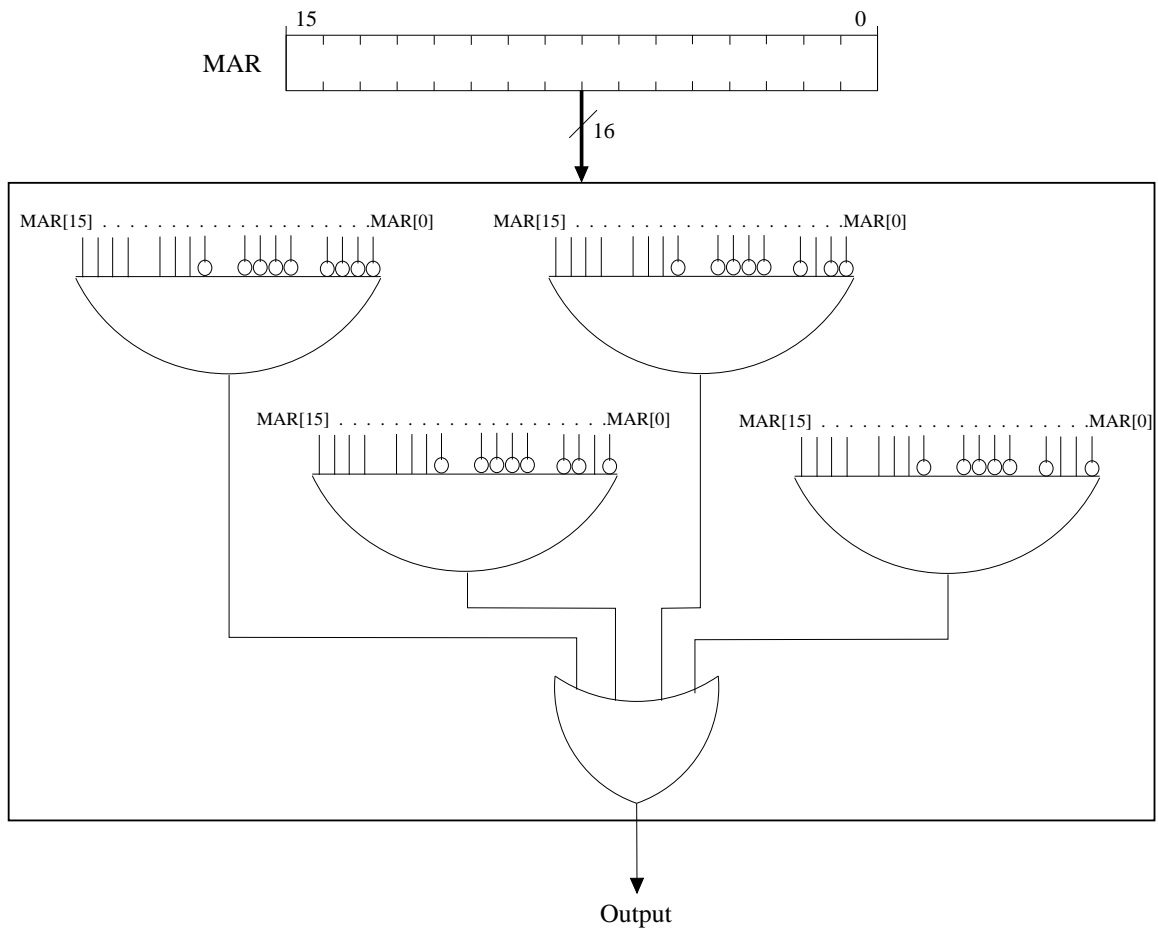 15 0
MAR
16
MAR[15] . . . . . . . . . . . . . . . . . . MAR[0]
MAR[15] . . . . . . . . . . . . . . . . . . MAR[0]
MAR[15] . . . . . . . . . . . . . . . . . . MAR[0]
MAR[15] . . . . . . . . . . . . . . . . . . MAR[0]
Output